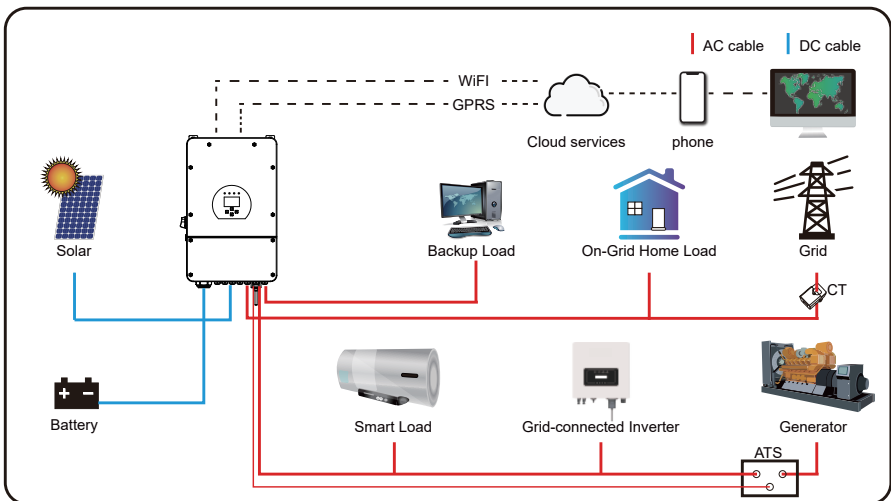 AC cable
DC cable
WiFI
GPRS
Cloud services
phone
Solar
Backup Load
On-Grid Home Load
Grid
CT
Battery
Smart Load
Grid-connected Inverter
Generator
ATS